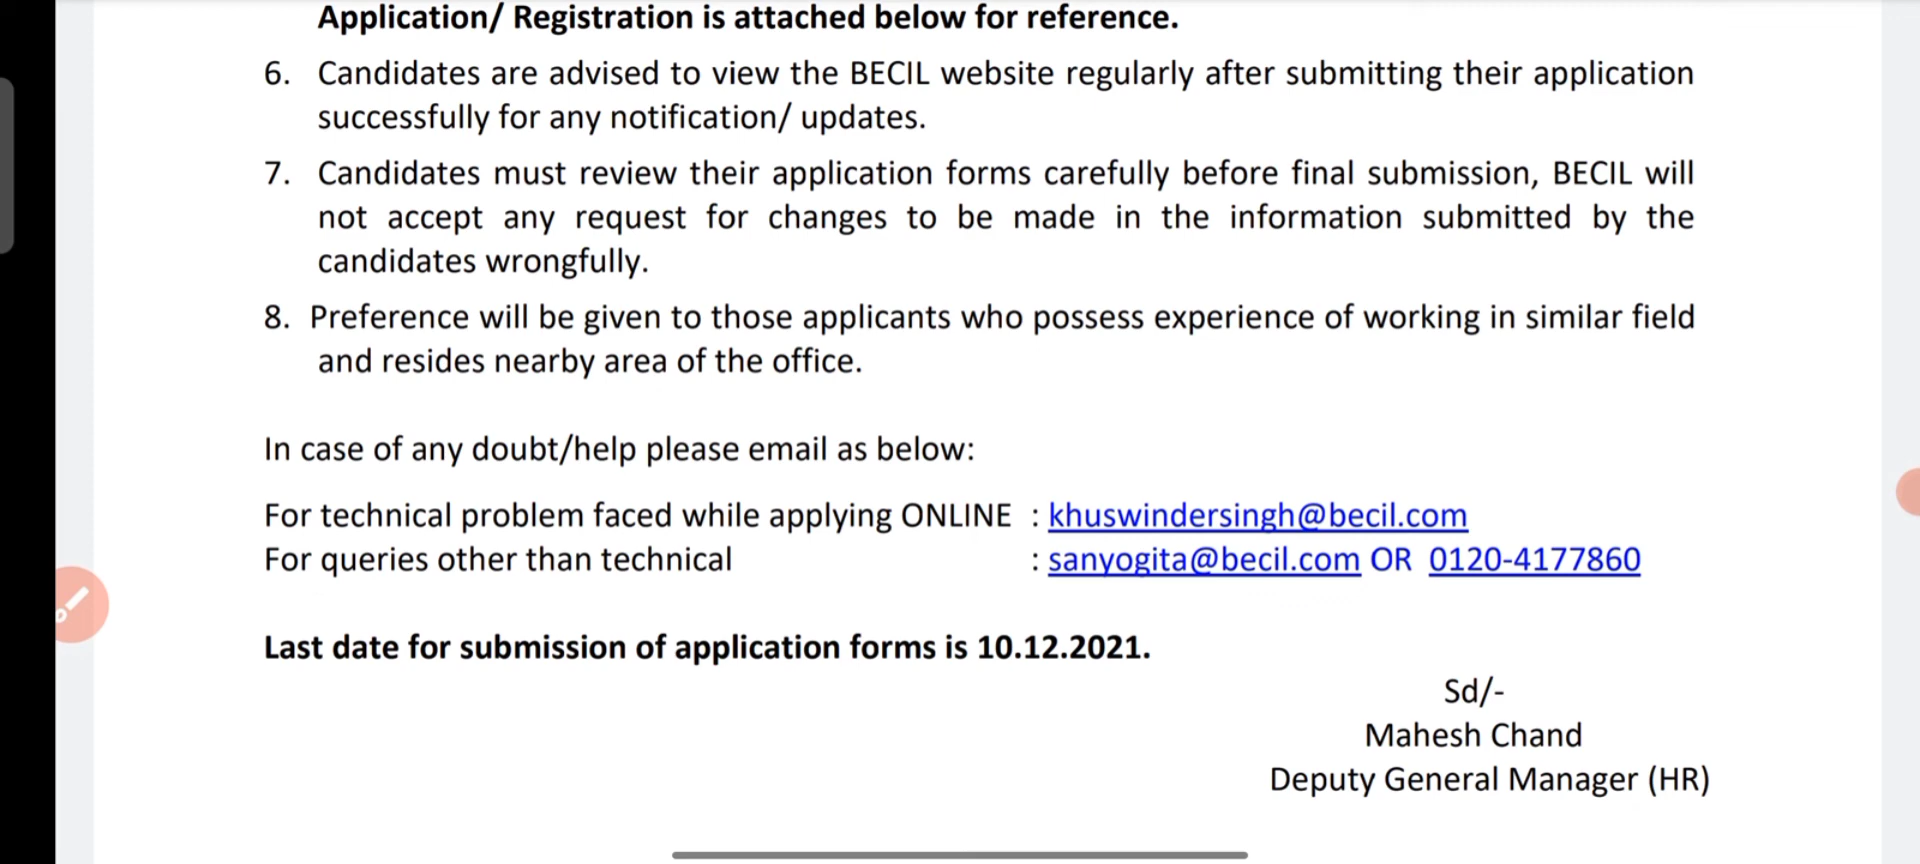 Application/ Registration is attached below for reference.
6. Candidates are advised to view the BECIL website regularly after submitting their application
successfully for any notification/ updates.
7. Candidates must review their application forms carefully before final submission, BECIL will
not accept any request for changes to be made in the information submitted by the
candidates wrongfully.
8. Preference will be given to those applicants who possess experience of working in similar field
and resides nearby area of the office.
In case of any doubt/help please email as below:
For technical problem faced while applying ONLINE : khuswindersingh@becil.com
For queries other than technical : sanyogita@becil.com OR 0120-4177860
Last date for submission of application forms is 10.12.2021.
Sd/-
Mahesh Chand
Deputy General Manager (HR)